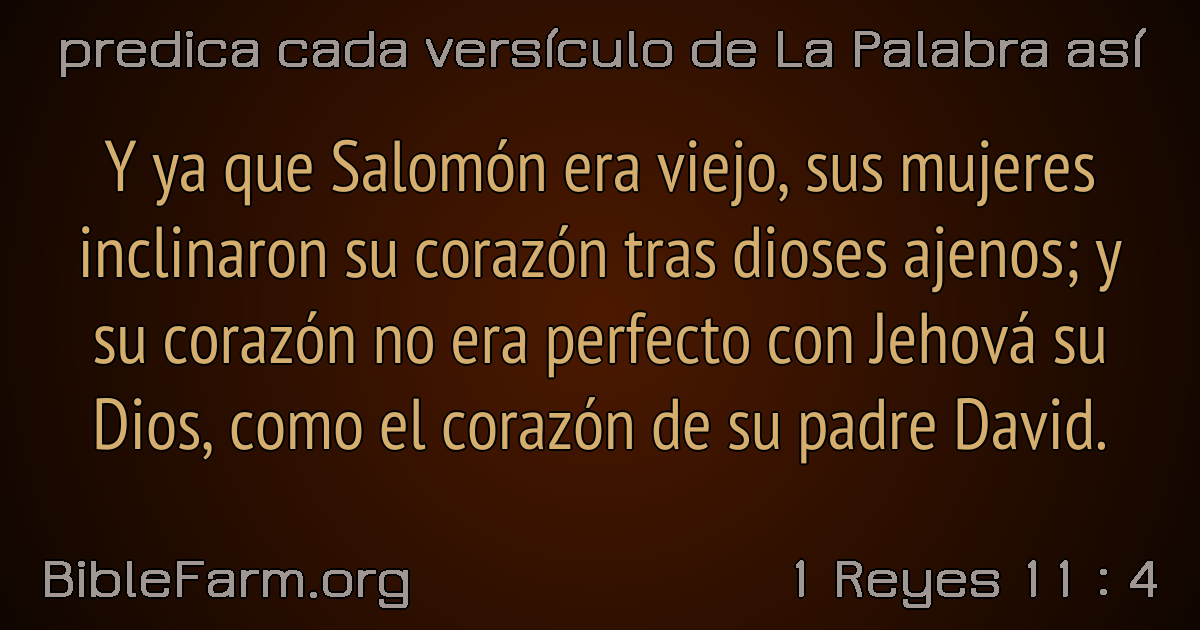 predica cada versículo de La Palabra así
Y ya que Salomón era viejo, sus mujeres
inclinaron su corazón tras dioses ajenos; y
su corazón no era perfecto con Jehová su
Dios, como el corazón de su padre David.
BibleFarm.org
1 Reyes 11 : 4